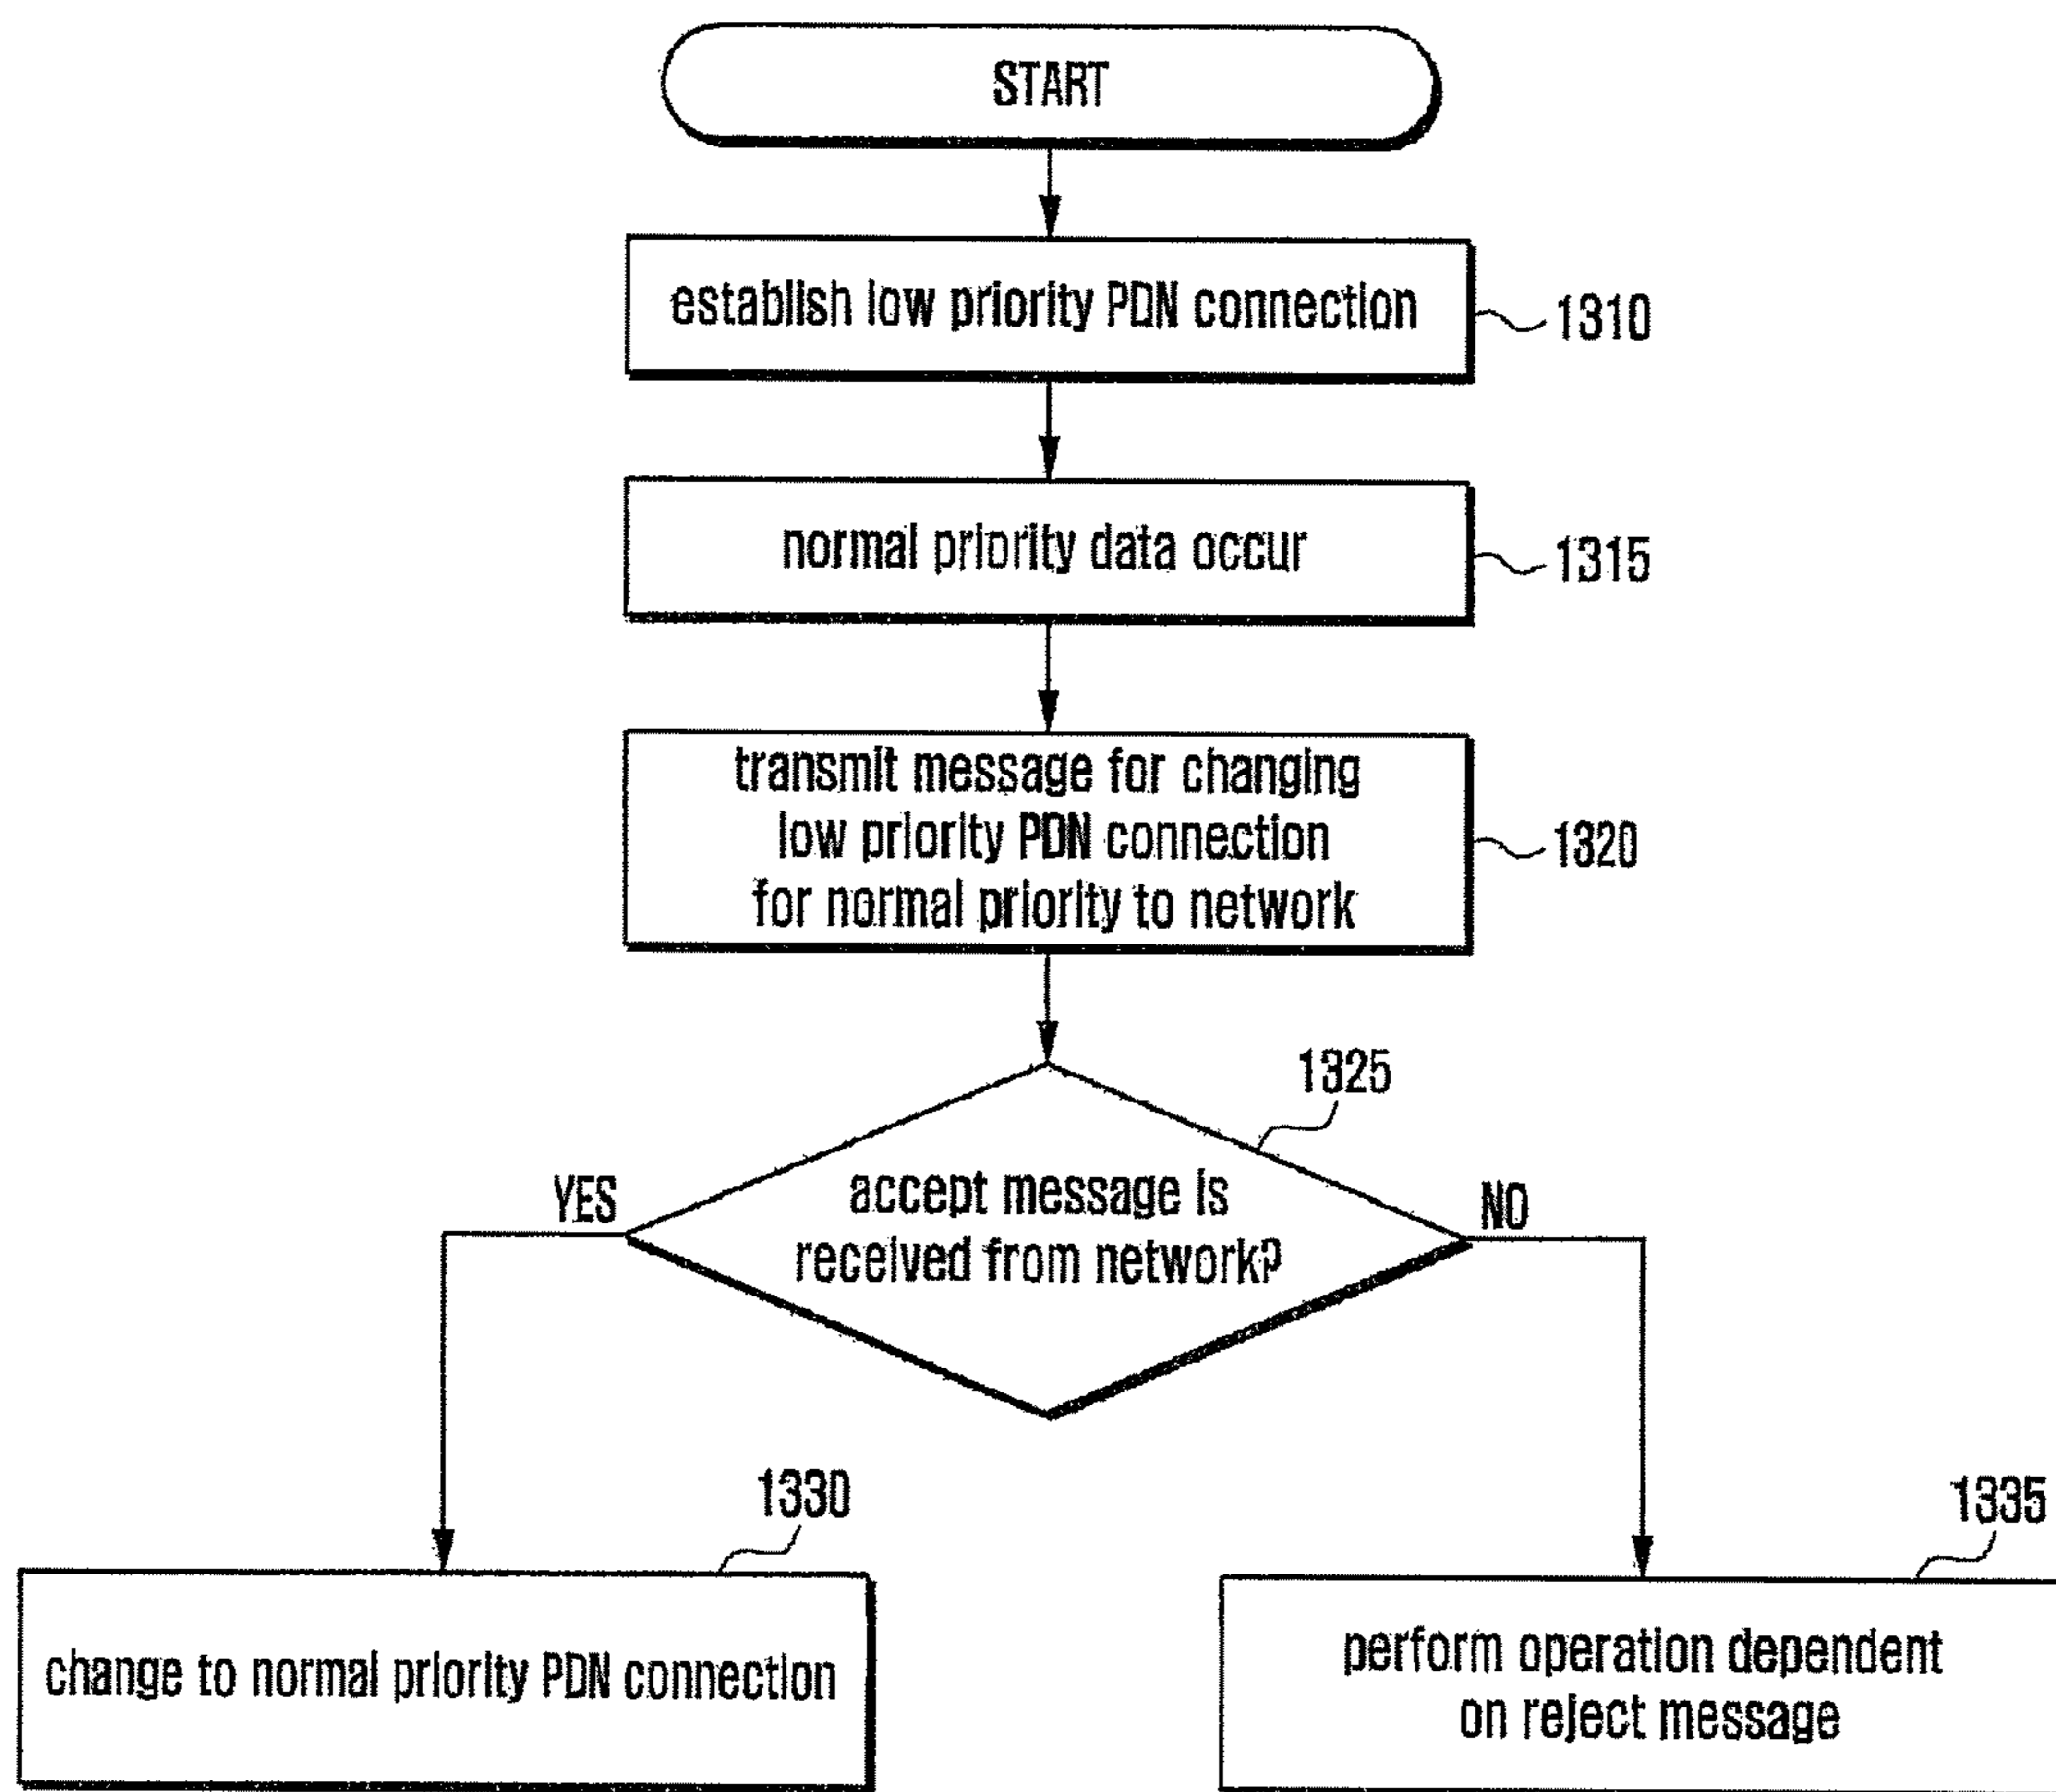 START
establish low priority PDN connection
1310
normal priority data occur
1315
transmit message for changing
low priority PDN connection
for normal priority to network
1320
1325
accept message is
received from network?
YES
NO
1330
change to normal priority PDN connection
1335
perform operation dependent
on reject message